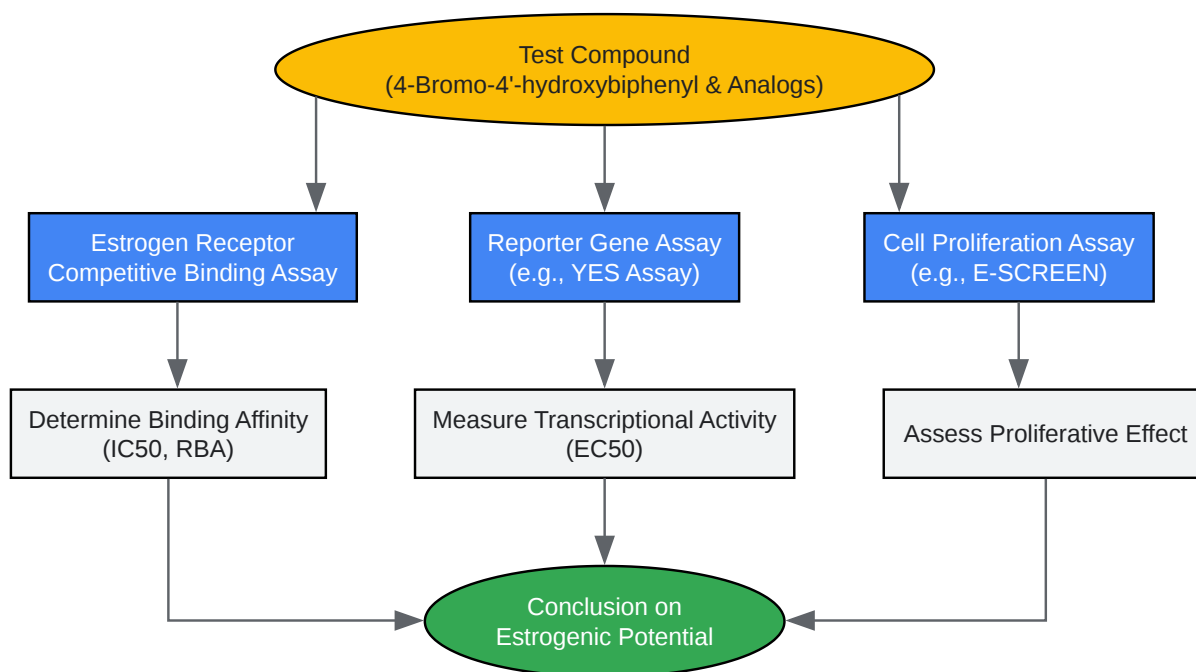 Test Compound
(4-Bromo-4'-hydroxybiphenyl & Analogs)
Estrogen Receptor
Competitive Binding Assay
Reporter Gene Assay
(e.g., YES Assay)
Cell Proliferation Assay
(e.g., E-SCREEN)
Determine Binding Affinity
(IC50, RBA)
Measure Transcriptional Activity
(EC50)
Assess Proliferative Effect
Conclusion on
Estrogenic Potential